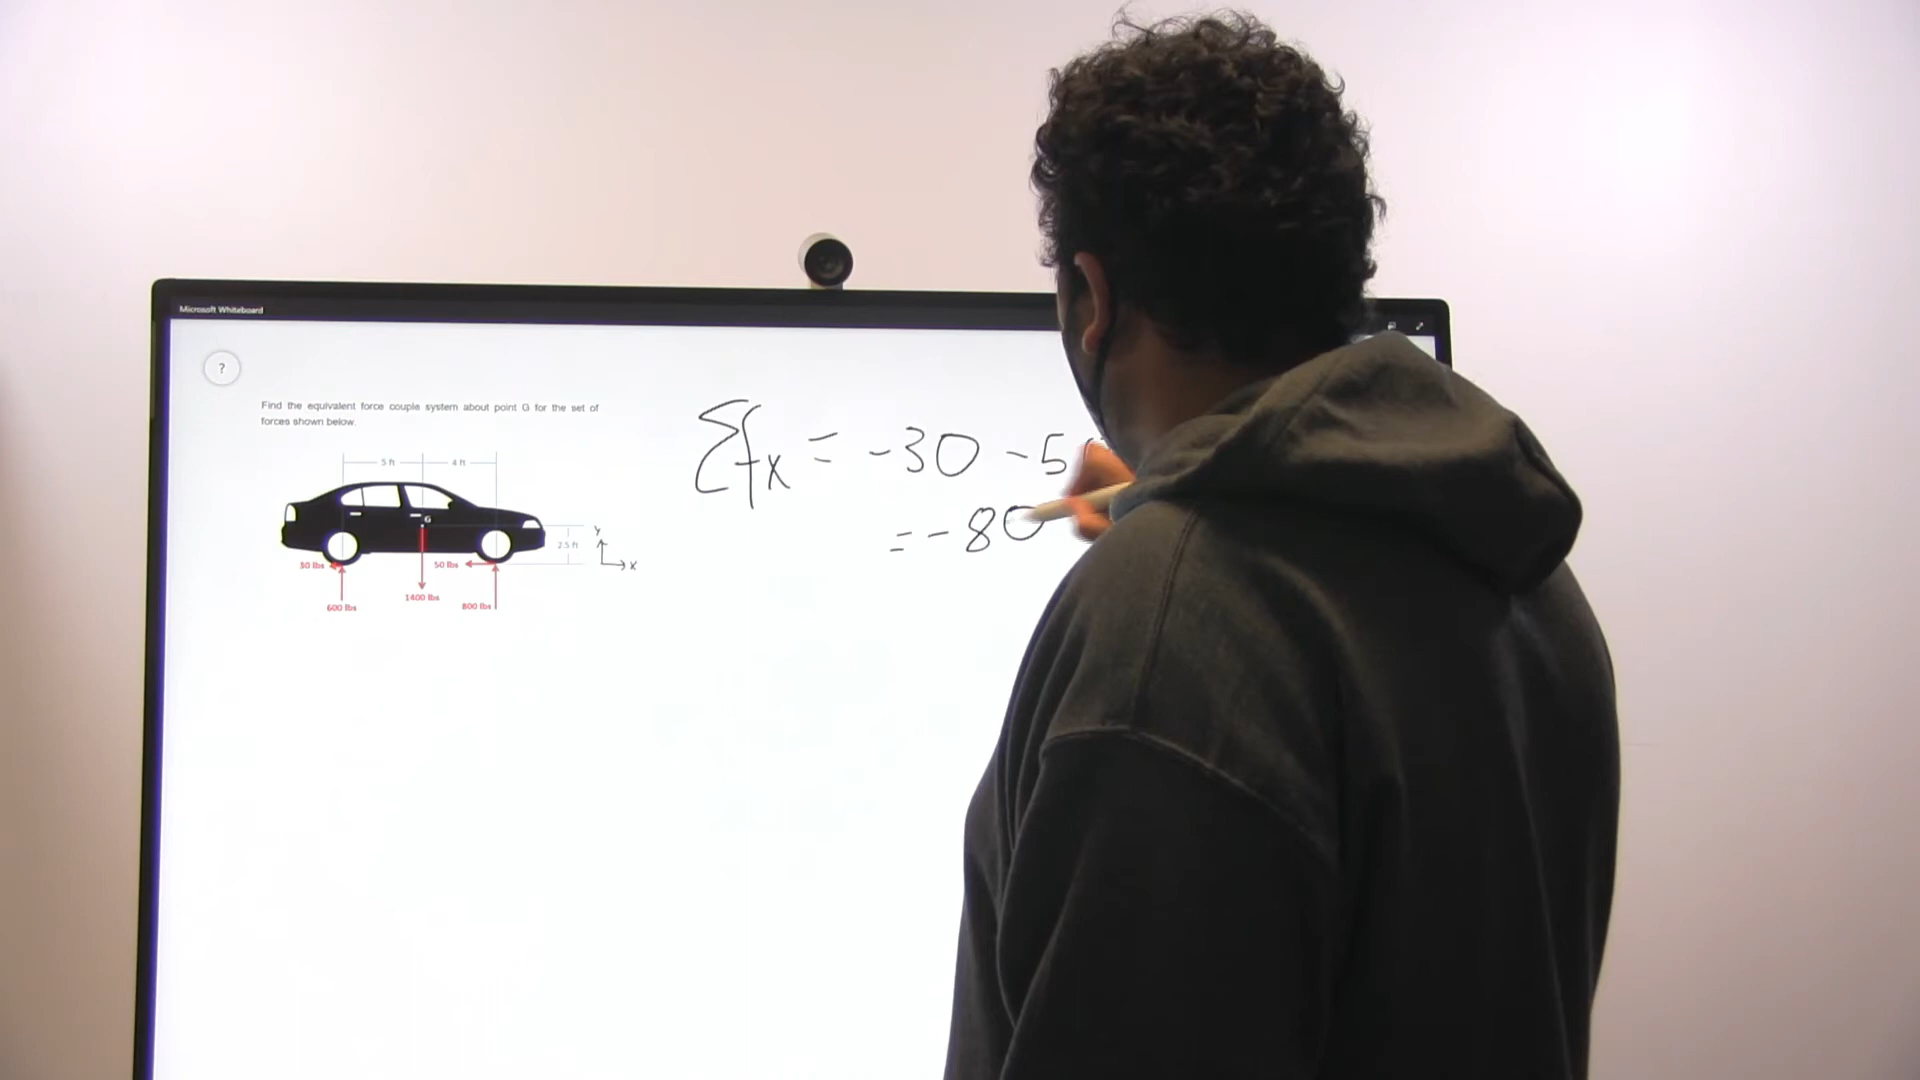 Microsoft Whiteboard
?
Find the equivalent force couple system about point G for the set of
forces shown below.
5 ft
4 ft
G
2.5 ft
y
x
30 lbs
50 lbs
600 lbs
1400 lbs
800 lbs
Σfx = -30 - 5
= -80